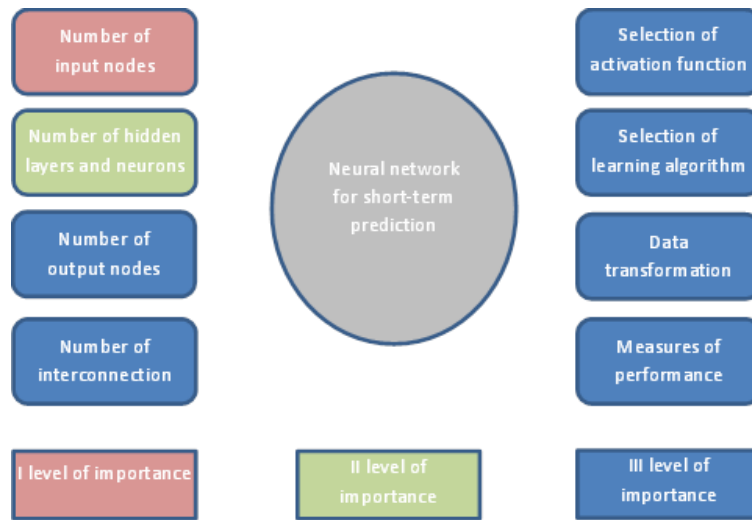 Number of
input nodes
Number of hidden
layers and neurons
Number of
output nodes
Number of
interconnection
Neural network
for short-term
prediction
Selection of
activation function
Selection of
learning algorithm
Data
transformation
Measures of
performance
I level of importance
II level of
importance
III level of
importance